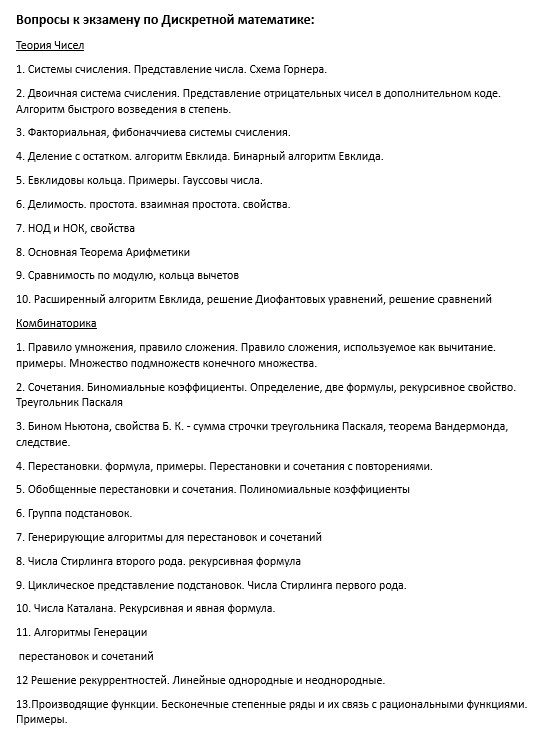 Вопросы к экзамену по Дискретной математике:
Теория Чисел
1. Системы счисления. Представление числа. Схема Горнера.
2. Двоичная система счисления. Представление отрицательных чисел в дополнительном коде.
Алгоритм быстрого возведения в степень.
3. Факториальная, фибоначчиева системы счисления.
4. Деление с остатком. алгоритм Евклида. Бинарный алгоритм Евклида.
5. Евклидовы кольца. Примеры. Гауссовы числа.
6. Делимость. простота. взаимная простота. свойства.
7. НОД и НОК, свойства
8. Основная Теорема Арифметики
9. Сравнимость по модулю, кольца вычетов
10. Расширенный алгоритм Евклида, решение Диофантовых уравнений, решение сравнений
Комбинаторика
1. Правило умножения, правило сложения. Правило сложения, используемое как вычитание.
примеры. Множество подмножеств конечного множества.
2. Сочетания. Биномиальные коэффициенты. Определение, две формулы, рекурсивное свойство.
Треугольник Паскаля
3. Бином Ньютона, свойства Б. К. - сумма строчки треугольника Паскаля, теорема Вандермонда,
следствие.
4. Перестановки. формула, примеры. Перестановки и сочетания с повторениями.
5. Обобщенные перестановки и сочетания. Полиномиальные коэффициенты
6. Группа подстановок.
7. Генерирующие алгоритмы для перестановок и сочетаний
8. Числа Стирлинга второго рода. рекурсивная формула
9. Циклическое представление подстановок. Числа Стирлинга первого рода.
10. Числа Каталана. Рекурсивная и явная формула.
11. Алгоритмы Генерации
перестановок и сочетаний
12 Решение рекуррентностей. Линейные однородные и неоднородные.
13.Производящие функции. Бесконечные степенные ряды и их связь с рациональными функциями.
Примеры.